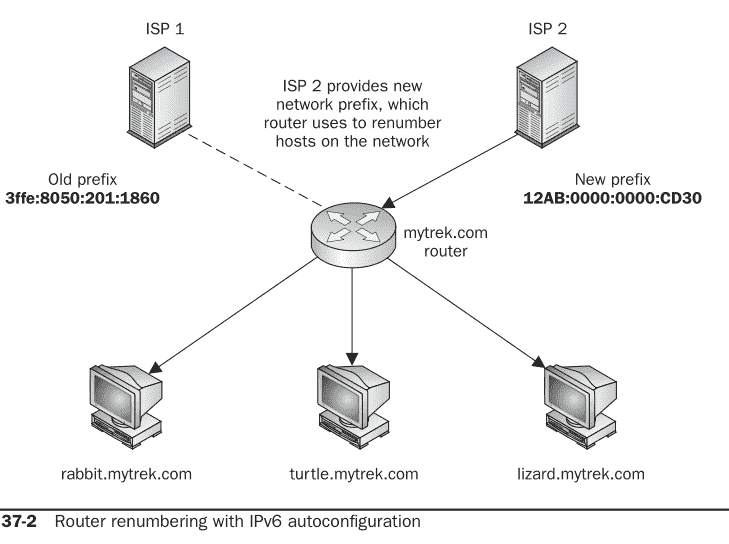 ISP 1
ISP 2
ISP 2 provides new
network prefix, which
router uses to renumber
hosts on the network
Old prefix
3ffe:8050:201:1860
New prefix
12AB:0000:0000:CD30
mytrek.com
router
rabbit.mytrek.com
turtle.mytrek.com
lizard.mytrek.com
37-2 Router renumbering with IPv6 autoconfiguration